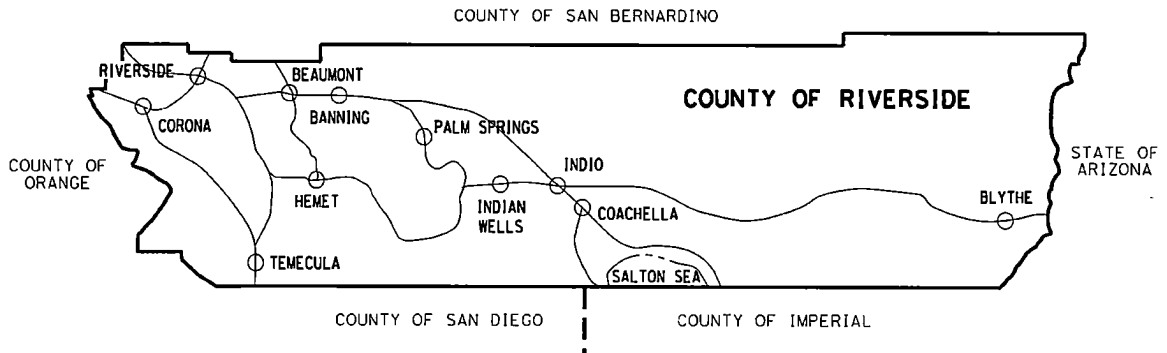 COUNTY OF SAN BERNARDINO
RIVERSIDE
BEAUMONT
COUNTY OF RIVERSIDE
CORONA
BANNING
PALM SPRINGS
COUNTY OF
ORANGE
STATE OF
ARIZONA
INDIO
HEMET
INDIAN
WELLS
COACHELLA
BLYTHE
TEMECULA
SALTON SEA
COUNTY OF SAN DIEGO
COUNTY OF IMPERIAL